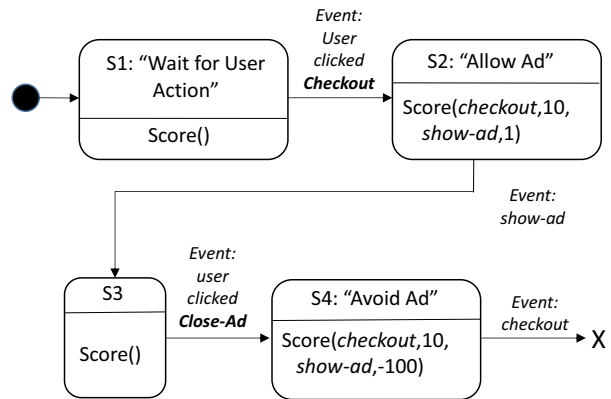 S1: “Wait for User
Action”
Score()
Event:
User
clicked
Checkout
S2: “Allow Ad”
Score(checkout,10,
show-ad,1)
Event:
show-ad
S3
Score()
Event:
user
clicked
Close-Ad
S4: “Avoid Ad”
Score(checkout,10,
show-ad,-100)
Event:
checkout
X